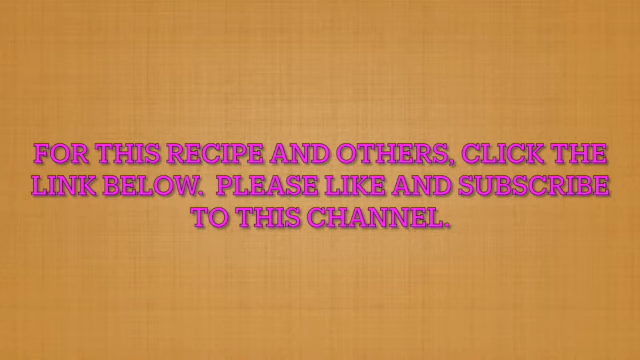 FOR THIS RECIPE AND OTHERS, CLICK THE
LINK BELOW.  PLEASE LIKE AND SUBSCRIBE
TO THIS CHANNEL.